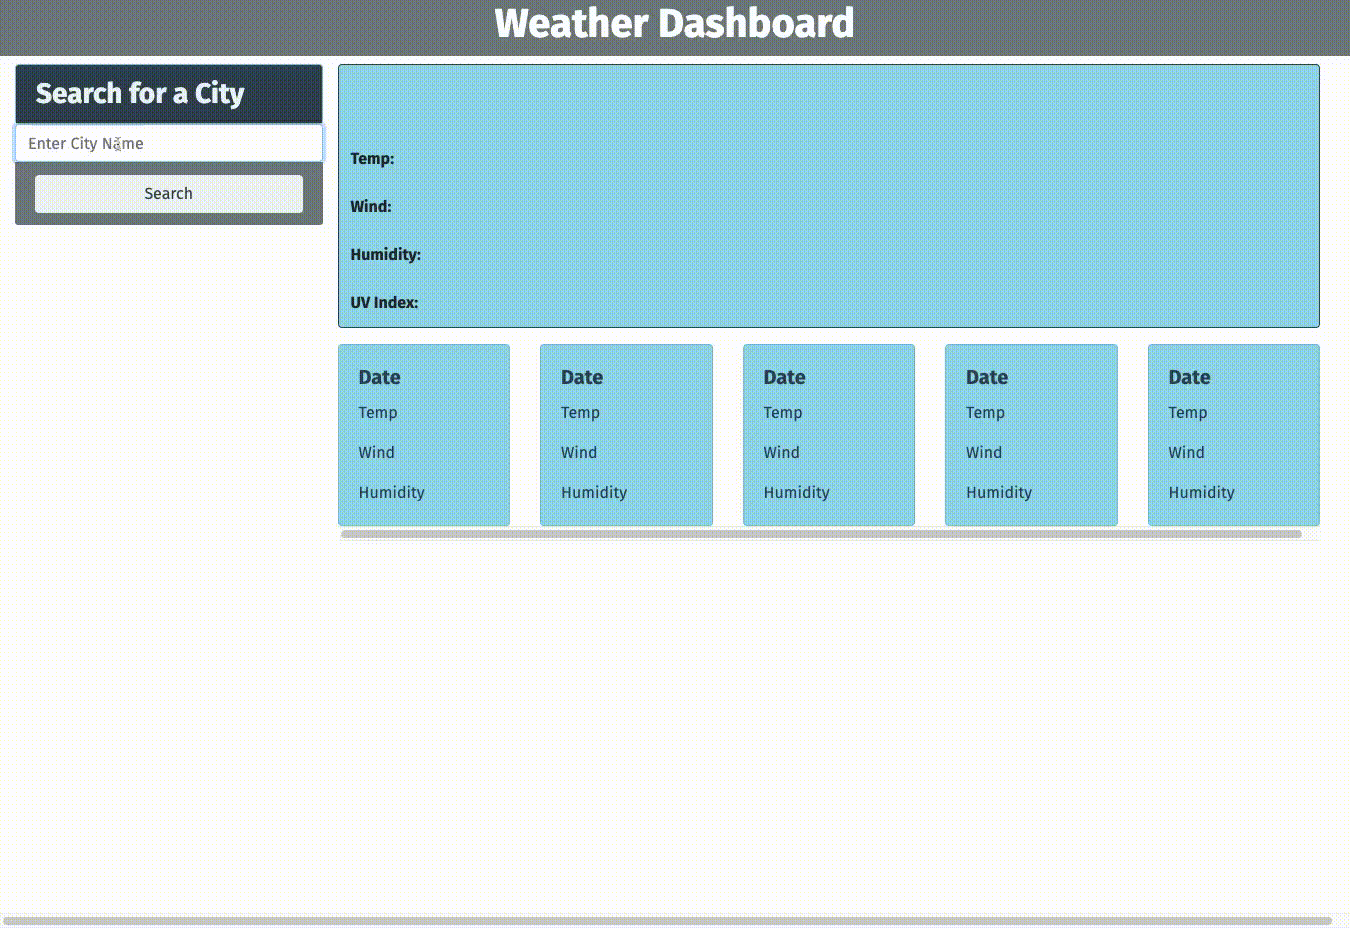 Weather Dashboard
Search for a City
Enter City Name
Search
Temp:
Wind:
Humidity:
UV Index:
Date
Temp
Wind
Humidity
Date
Temp
Wind
Humidity
Date
Temp
Wind
Humidity
Date
Temp
Wind
Humidity
Date
Temp
Wind
Humidity